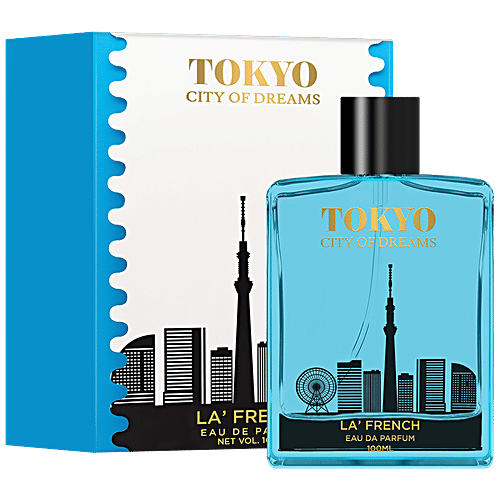 TOKYO
CITY OF DREAMS
LA' FRE
EAU DE PA
NET VOL. 1
TOKYO
CITY OF DREAMS
LA' FRENCH
EAU DA PARFUM
100ML